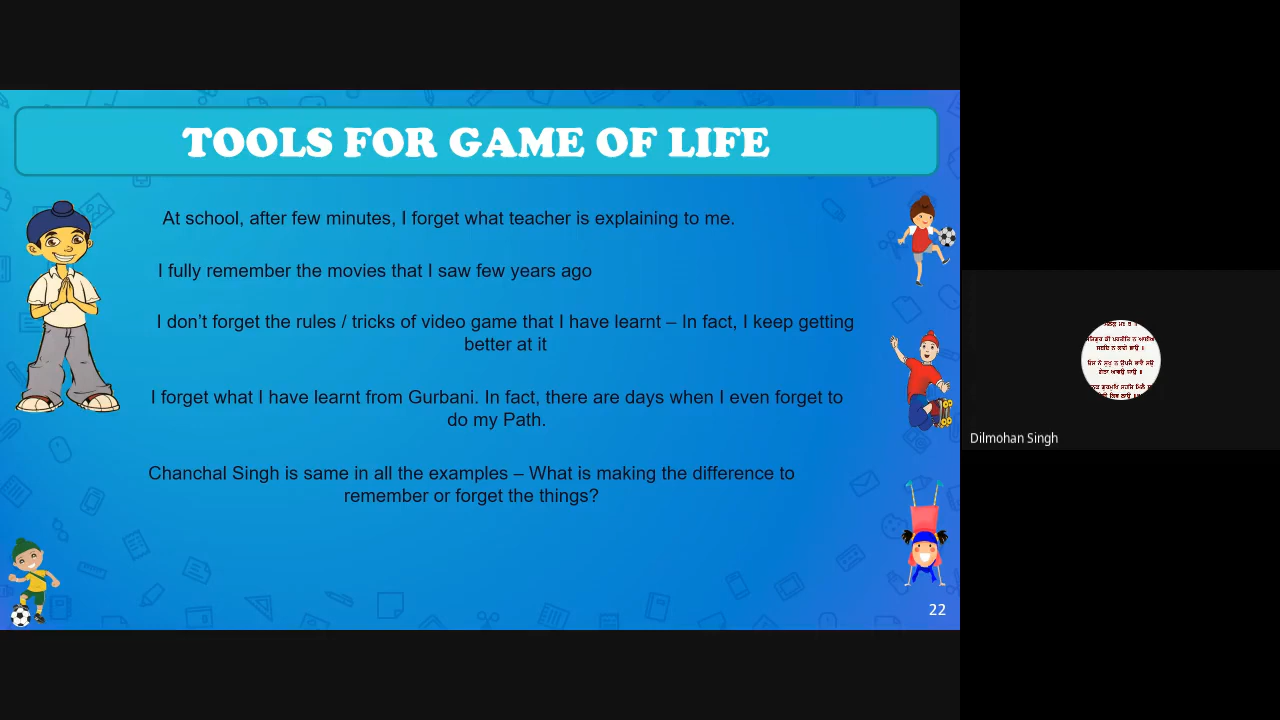 TOOLS FOR GAME OF LIFE
At school, after few minutes, I forget what teacher is explaining to me.
I fully remember the movies that I saw few years ago
I don’t forget the rules / tricks of video game that I have learnt – In fact, I keep getting
better at it
I forget what I have learnt from Gurbani. In fact, there are days when I even forget to
do my Path.
Chanchal Singh is same in all the examples – What is making the difference to
remember or forget the things?
22
Dilmohan Singh